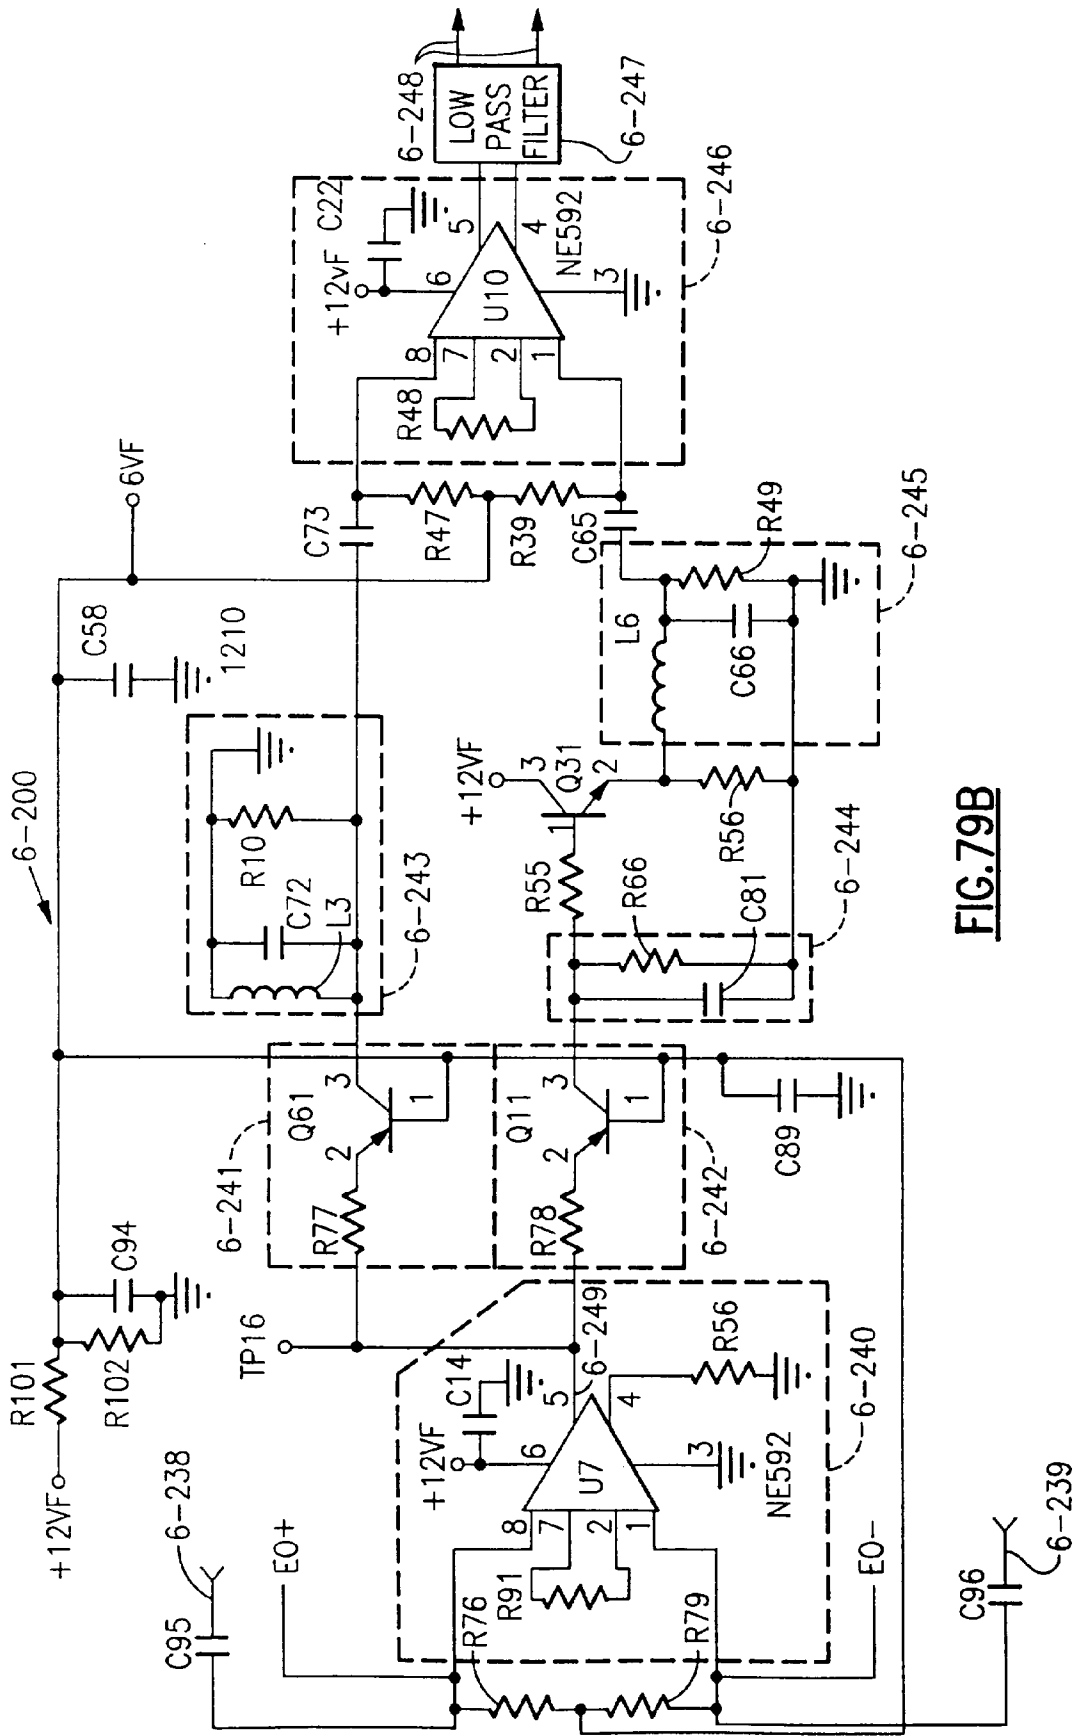 6-200
+12VF
R101
R102
C94
C58
1210
6VF
6-238
C95
EO+
TP16
6-241
R77
2
Q61
3
1
R10
C72
L3
6-243
C73
R47
R39
C65
R48
8
7
2
1
U10
+12vF
C22
6
5
4
3
NE592
6-246
6-248
LOW
PASS
FILTER
6-247
R76
R91
R79
8
7
2
1
U7
+12VF
C14
6
5
4
3
6-249
R56
NE592
6-240
R78
2
Q11
3
1
6-242
C89
R55
R66
C81
6-244
+12VF
1
3
Q31
2
R56
L6
C66
R49
6-245
EO-
C96
6-239
FIG.79B